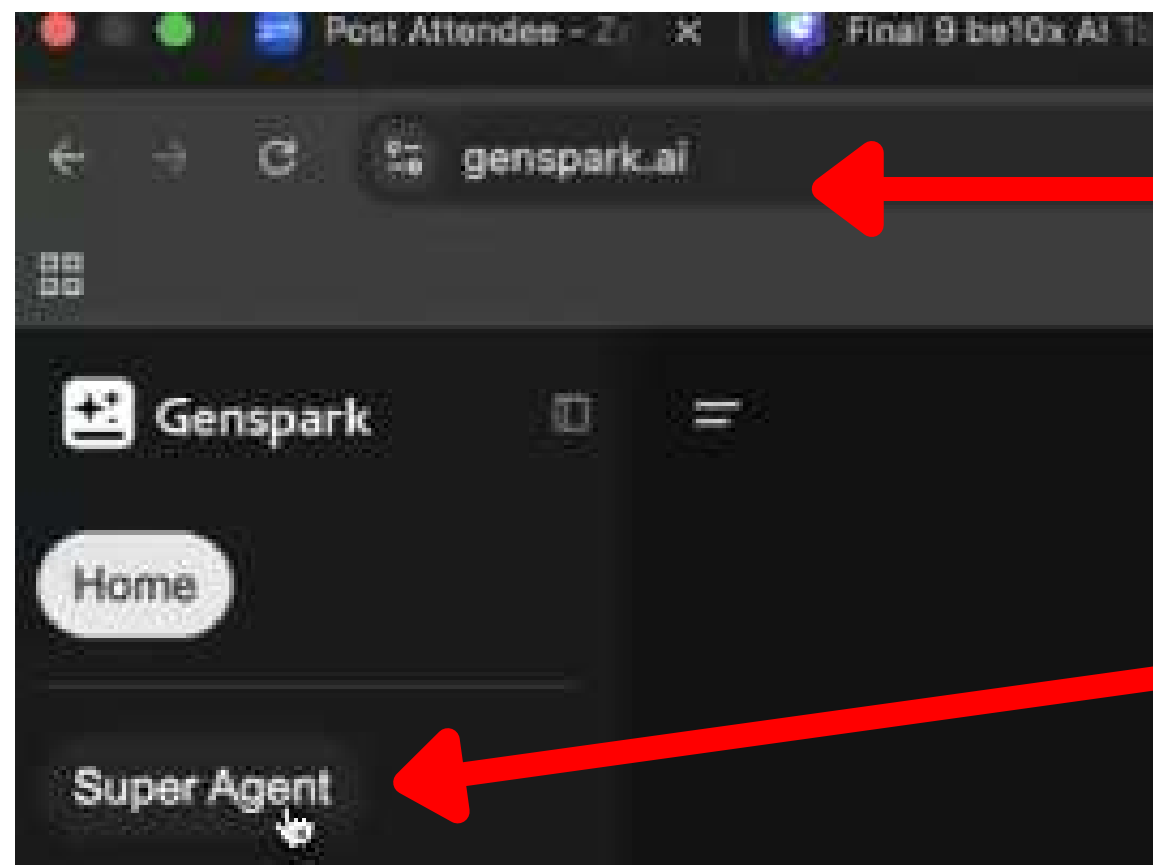 Post Attendee - Z
Final 9 be10x AI T
genspark.ai
Genspark
Home
Super Agent